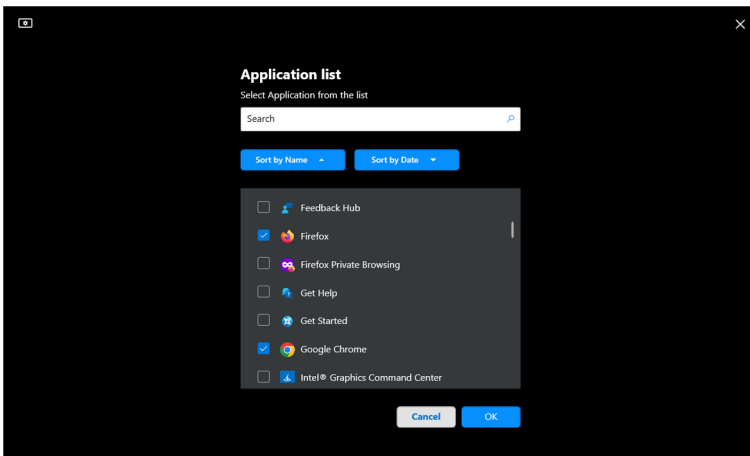 Application list
Select Application from the list
Search
Sort by Name
Sort by Date
Feedback Hub
Firefox
Firefox Private Browsing
Get Help
Get Started
Google Chrome
Intel® Graphics Command Center
Cancel
OK